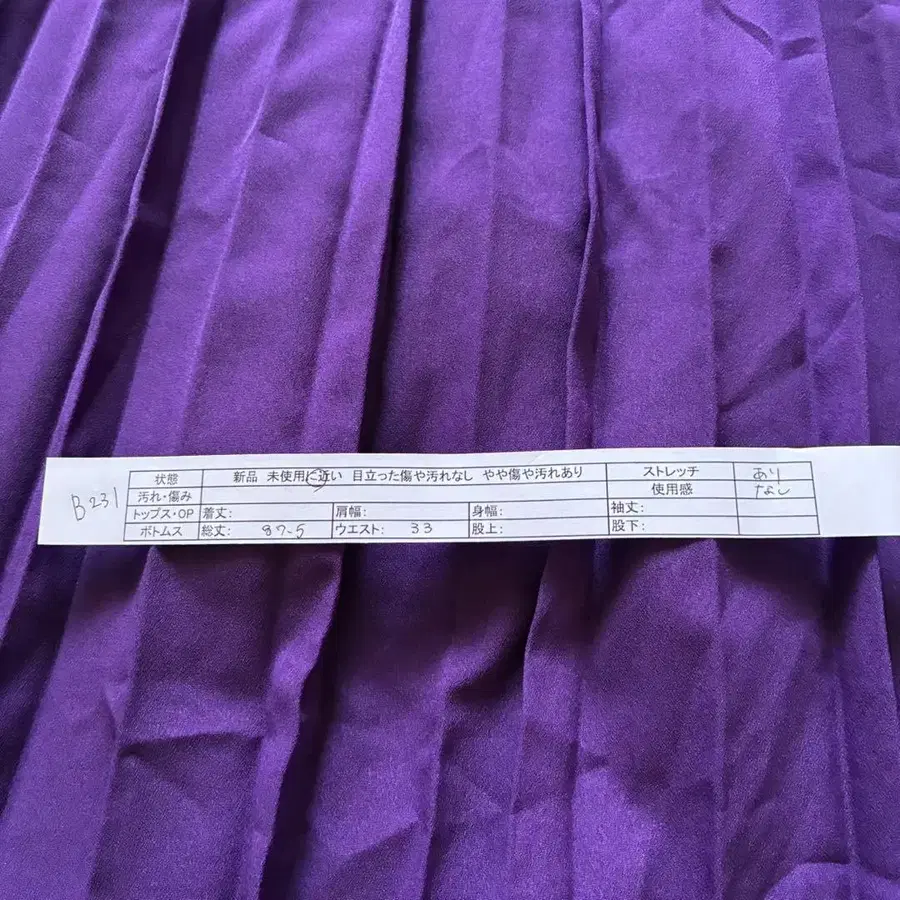 B231
状態 新品 未使用に近い 目立った傷や汚れなし やや傷や汚れあり ストレッチ あり
汚れ・傷み 使用感 なし
トップス・OP 着丈: 肩幅: 身幅: 袖丈:
ボトムス 総丈: 87-5 ウエスト: 33 股上: 股下: